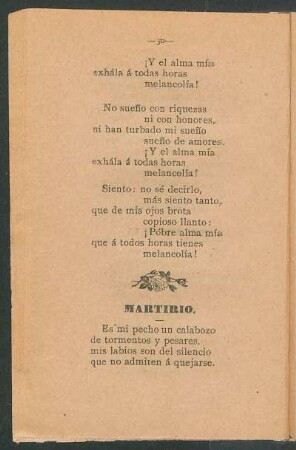 —50—
¡Y el alma mía
exhála á todas horas
melancolía!
No sueño con riquezas
ni con honores,
ni han turbado mi sueño
sueño de amores.
¡Y el alma mía
exhála á todas horas
melancolía!
Siento: no sé decirlo,
más siento tanto,
que de mis ojos brota
copioso llanto:
¡Póbre alma mía
que á todos horas tienes
melancolía!
MARTIRIO.
Es mi pecho un calabozo
de tormentos y pesares,
mis labios son del silencio
que no admiten á quejarse.